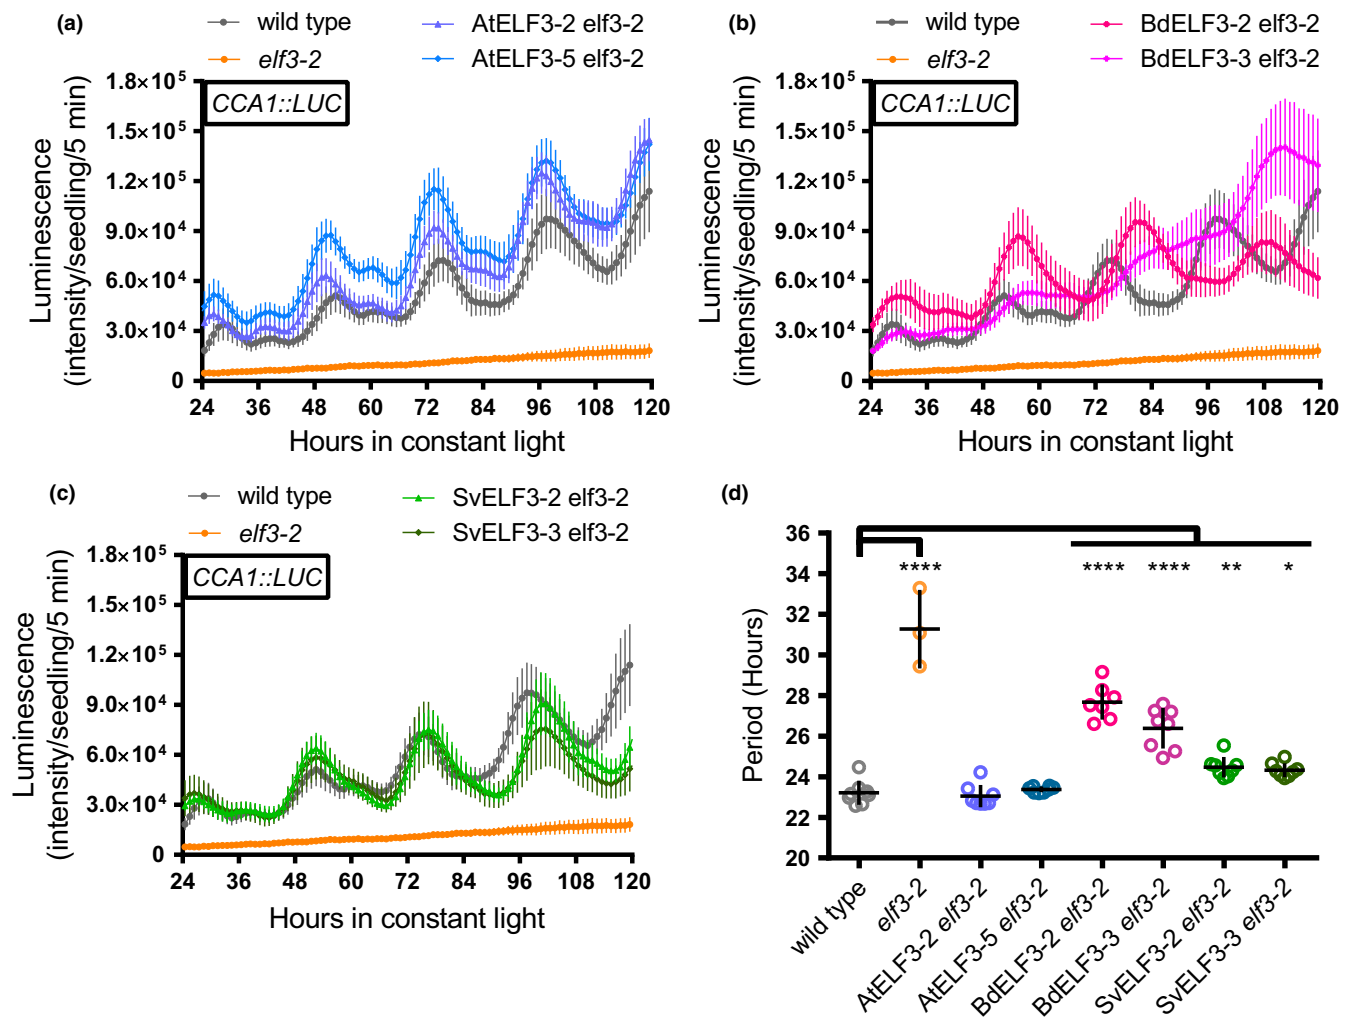 (a)
wild type
elf3-2
AtELF3-2 elf3-2
AtELF3-5 elf3-2
CCA1::LUC
Luminescence
(intensity/seedling/5 min)
1.8×10⁵
1.5×10⁵
1.2×10⁵
9.0×10⁴
6.0×10⁴
3.0×10⁴
0
24 36 48 60 72 84 96 108 120
Hours in constant light
(b)
wild type
elf3-2
BdELF3-2 elf3-2
BdELF3-3 elf3-2
CCA1::LUC
Luminescence
(intensity/seedling/5 min)
1.8×10⁵
1.5×10⁵
1.2×10⁵
9.0×10⁴
6.0×10⁴
3.0×10⁴
0
24 36 48 60 72 84 96 108 120
Hours in constant light
(c)
wild type
elf3-2
SvELF3-2 elf3-2
SvELF3-3 elf3-2
CCA1::LUC
Luminescence
(intensity/seedling/5 min)
1.8×10⁵
1.5×10⁵
1.2×10⁵
9.0×10⁴
6.0×10⁴
3.0×10⁴
0
24 36 48 60 72 84 96 108 120
Hours in constant light
(d)
Period (Hours)
36
34
32
30
28
26
24
22
20
**** **** **** ** *
wild type
elf3-2
AtELF3-2 elf3-2
AtELF3-5 elf3-2
BdELF3-2 elf3-2
BdELF3-3 elf3-2
SvELF3-2 elf3-2
SvELF3-3 elf3-2